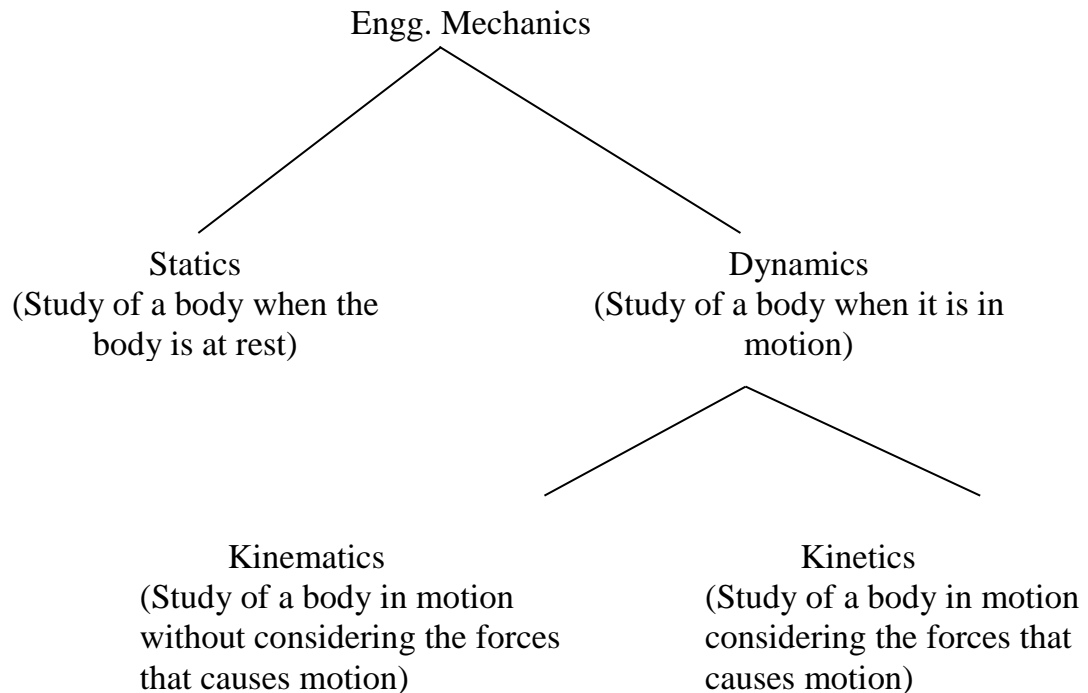 Engg. Mechanics
Statics
(Study of a body when the
body is at rest)
Dynamics
(Study of a body when it is in
motion)
Kinematics
(Study of a body in motion
without considering the forces
that causes motion)
Kinetics
(Study of a body in motion
considering the forces that
causes motion)